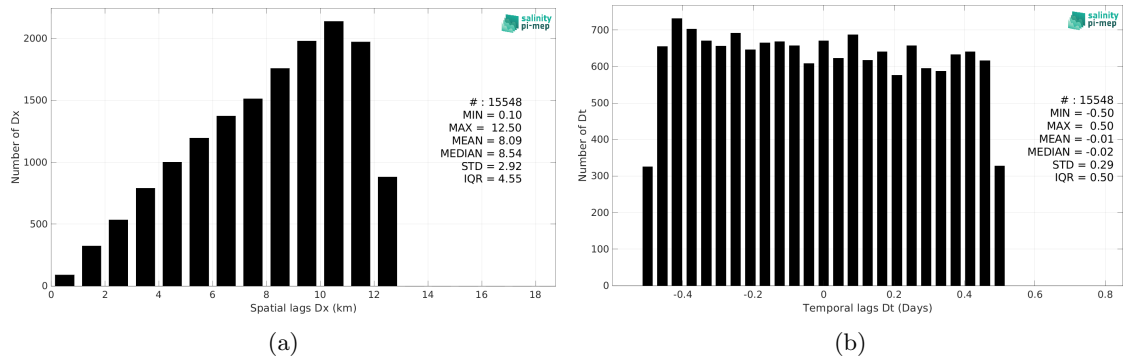 salinity
pi-mep
2000
1500
1000
500
0
Number of Dx
# : 15548
MIN = 0.10
MAX = 12.50
MEAN = 8.09
MEDIAN = 8.54
STD = 2.92
IQR = 4.55
0 2 4 6 8 10 12 14 16 18
Spatial lags Dx (km)
(a)
salinity
pi-mep
700
600
500
400
300
200
100
0
Number of Dt
# : 15548
MIN = -0.50
MAX = 0.50
MEAN = -0.01
MEDIAN = -0.02
STD = 0.29
IQR = 0.50
-0.4 -0.2 0 0.2 0.4 0.6 0.8
Temporal lags Dt (Days)
(b)